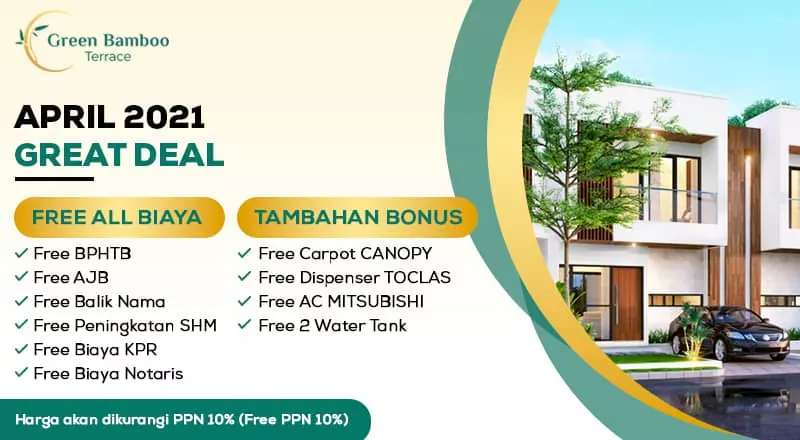 Green Bamboo
Terrace
APRIL 2021
GREAT DEAL
FREE ALL BIAYA
Free BPHTB
Free AJB
Free Balik Nama
Free Peningkatan SHM
Free Biaya KPR
Free Biaya Notaris
TAMBAHAN BONUS
Free Carpot CANOPY
Free Dispenser TOCLAS
Free AC MITSUBISHI
Free 2 Water Tank
Harga akan dikurangi PPN 10% (Free PPN 10%)